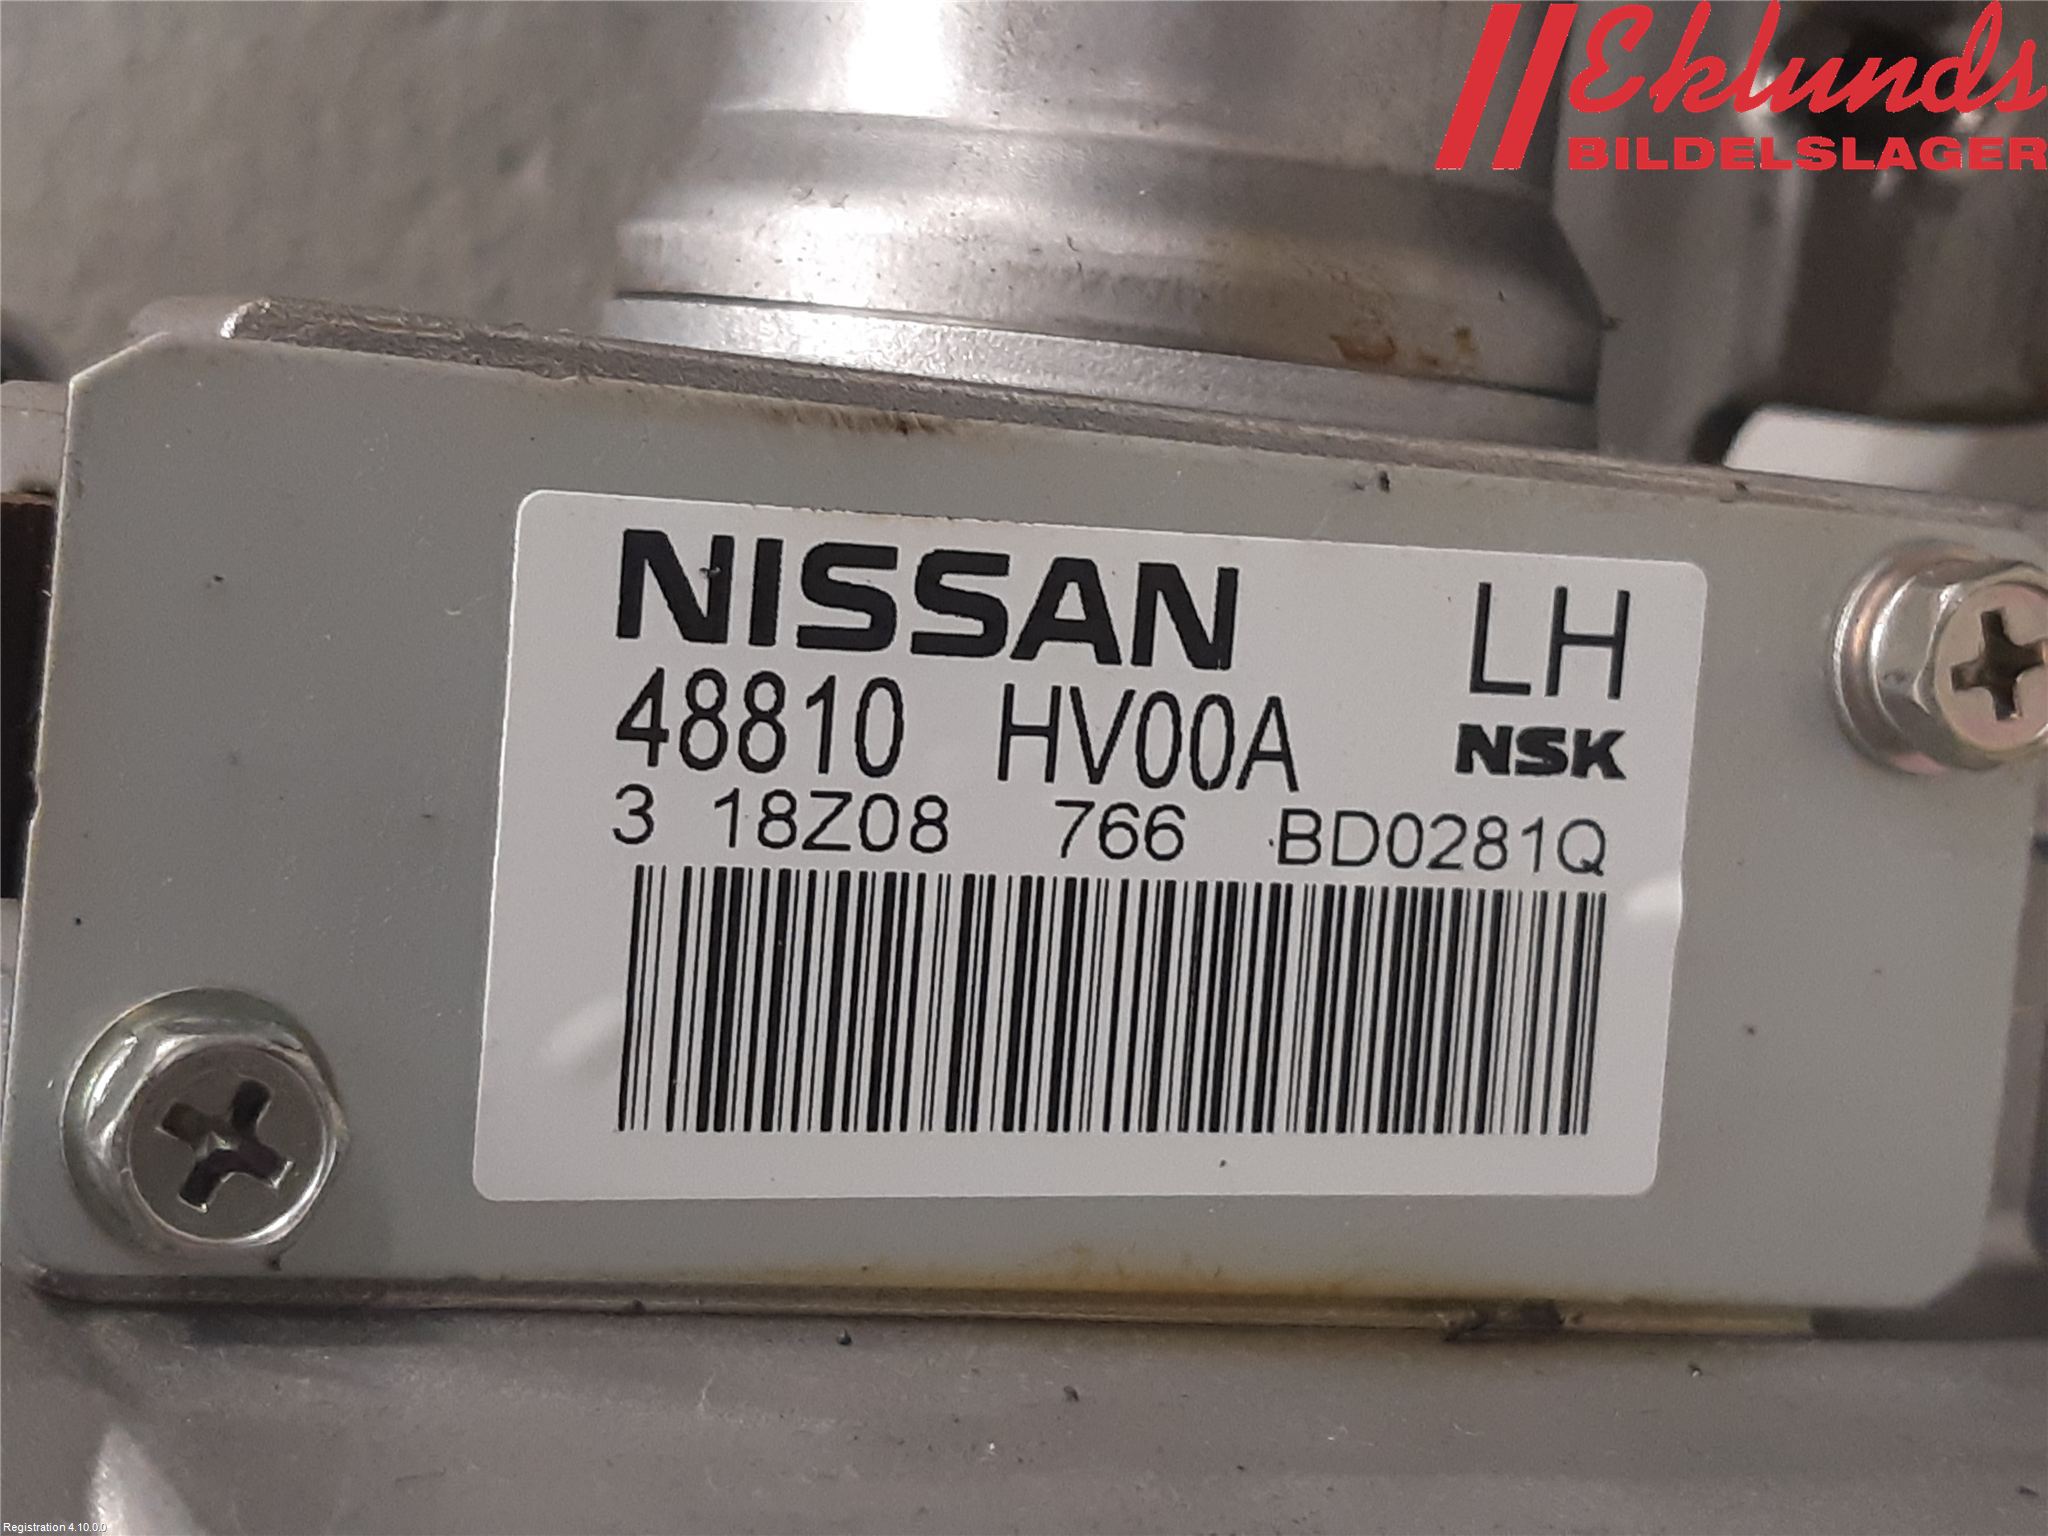 Eklunds
BILDELSLAGER
NISSAN LH
48810 HV00A NSK
3 18Z08 766 BD0281Q
Registration 4.10.0.0